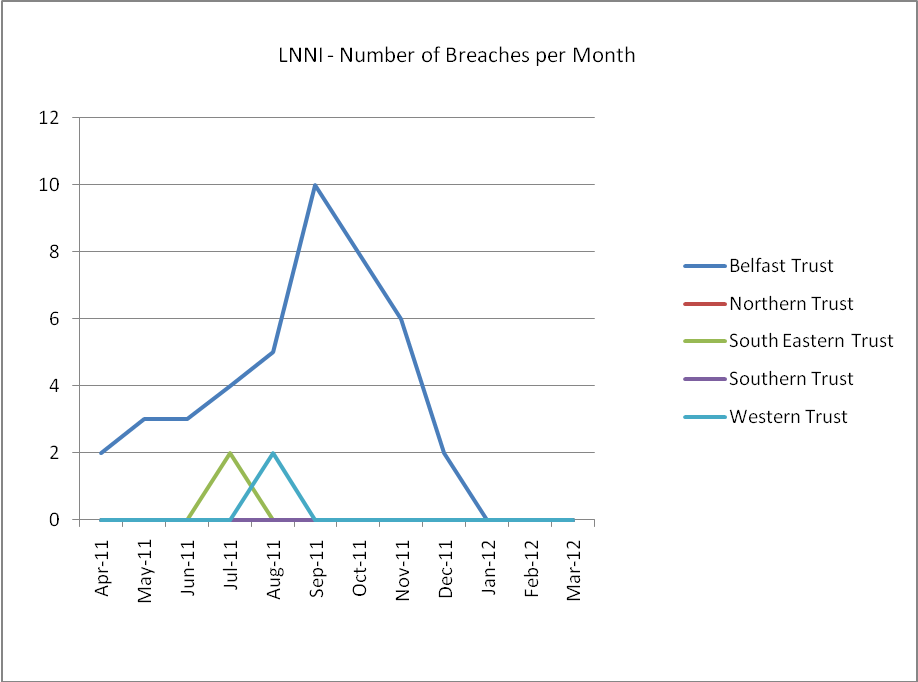 LNNI - Number of Breaches per Month
12
10
8
6
4
2
0
Apr-11
May-11
Jun-11
Jul-11
Aug-11
Sep-11
Oct-11
Nov-11
Dec-11
Jan-12
Feb-12
Mar-12
Belfast Trust
Northern Trust
South Eastern Trust
Southern Trust
Western Trust